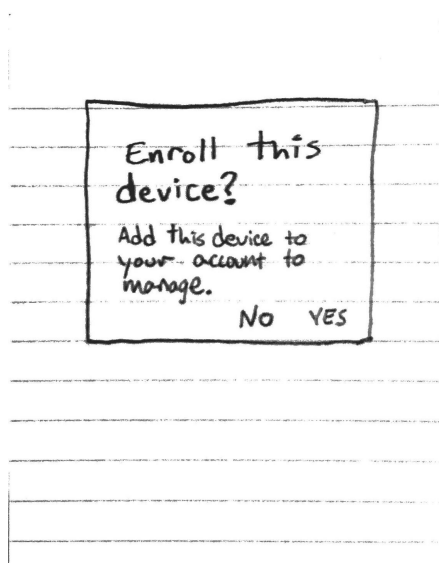 Enroll this
device?
Add this device to
your account to
manage.
NO YES